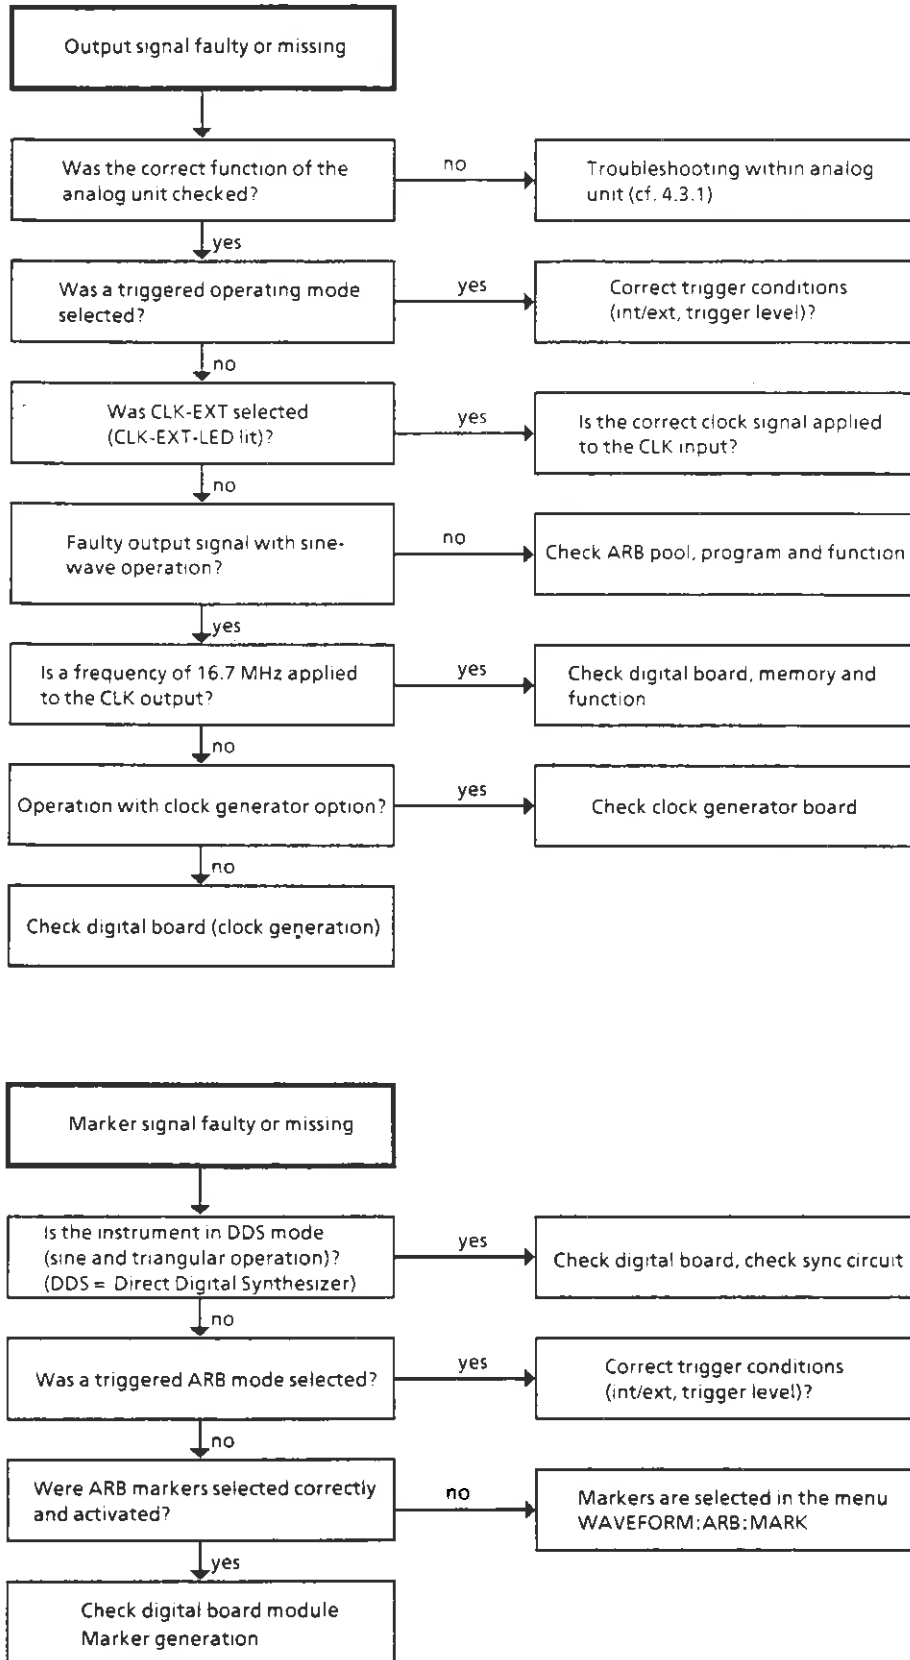 Output signal faulty or missing
Was the correct function of the
analog unit checked?
no
Troubleshooting within analog
unit (cf. 4.3.1)
yes
Was a triggered operating mode
selected?
yes
Correct trigger conditions
(int/ext, trigger level)?
no
Was CLK-EXT selected
(CLK-EXT-LED lit)?
yes
Is the correct clock signal applied
to the CLK input?
no
Faulty output signal with sine-
wave operation?
no
Check ARB pool, program and function
yes
Is a frequency of 16.7 MHz applied
to the CLK output?
yes
Check digital board, memory and
function
no
Operation with clock generator option?
yes
Check clock generator board
no
Check digital board (clock generation)
Marker signal faulty or missing
Is the instrument in DDS mode
(sine and triangular operation)?
(DDS = Direct Digital Synthesizer)
yes
Check digital board, check sync circuit
no
Was a triggered ARB mode selected?
yes
Correct trigger conditions
(int/ext, trigger level)?
no
Were ARB markers selected correctly
and activated?
no
Markers are selected in the menu
WAVEFORM:ARB:MARK
yes
Check digital board module
Marker generation